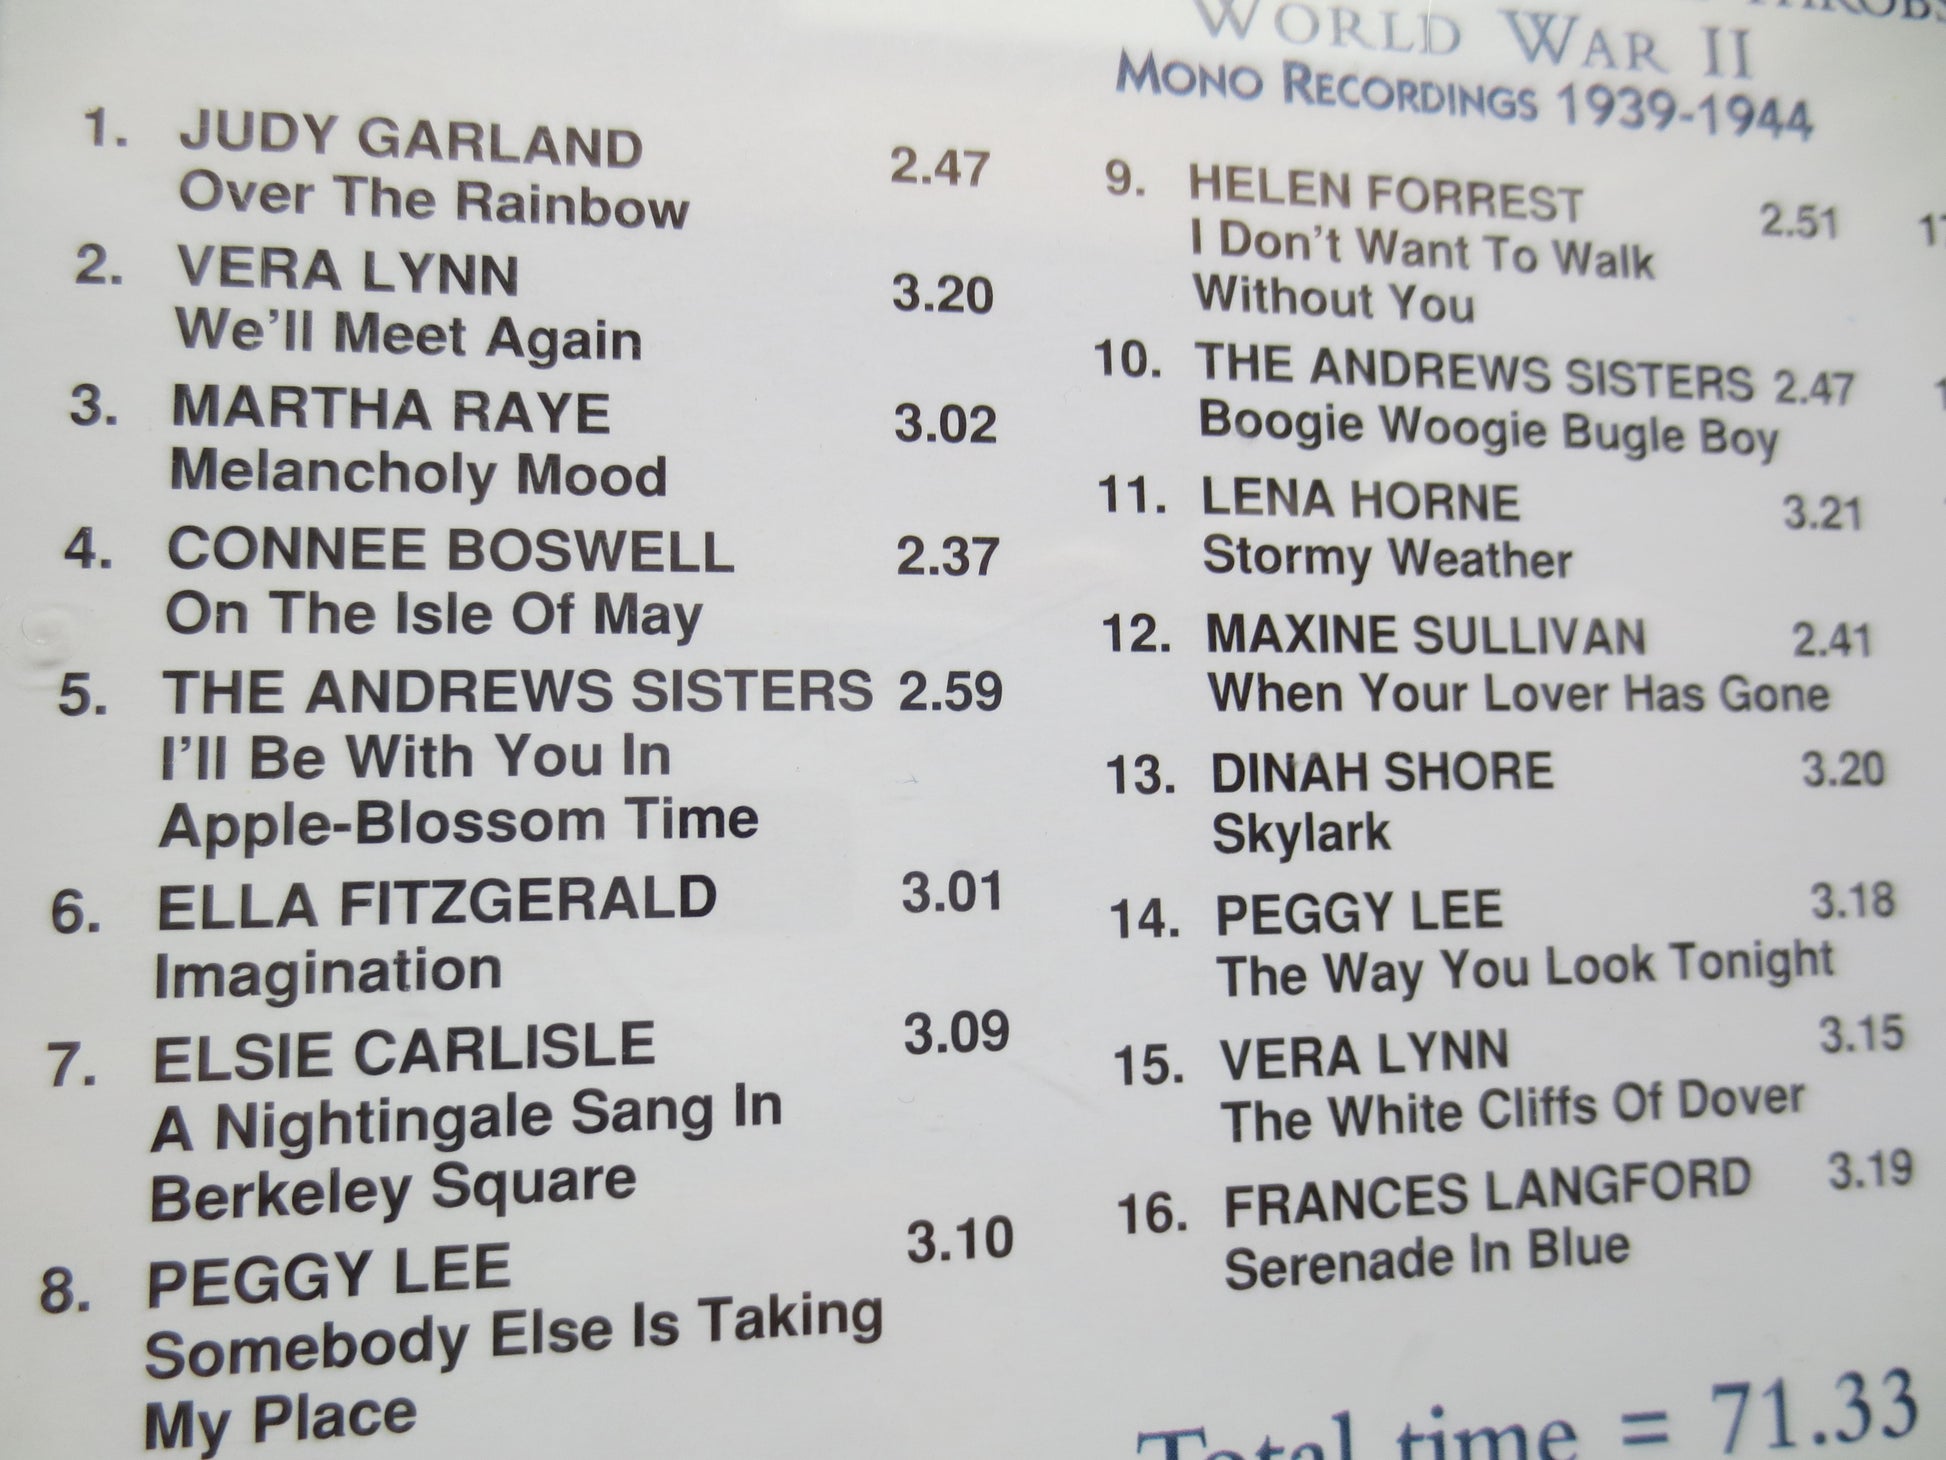 WORLD WAR II
MONO RECORDINGS 1939-1944
1. JUDY GARLAND 2.47
Over The Rainbow
2. VERA LYNN 3.20
We'll Meet Again
3. MARTHA RAYE 3.02
Melancholy Mood
4. CONNEE BOSWELL 2.37
On The Isle Of May
5. THE ANDREWS SISTERS 2.59
I'll Be With You In
Apple-Blossom Time
6. ELLA FITZGERALD 3.01
Imagination
7. ELSIE CARLISLE 3.09
A Nightingale Sang In
Berkeley Square
8. PEGGY LEE 3.10
Somebody Else Is Taking
My Place
9. HELEN FORREST 2.51
I Don't Want To Walk
Without You
10. THE ANDREWS SISTERS 2.47
Boogie Woogie Bugle Boy
11. LENA HORNE 3.21
Stormy Weather
12. MAXINE SULLIVAN 2.41
When Your Lover Has Gone
13. DINAH SHORE 3.20
Skylark
14. PEGGY LEE 3.18
The Way You Look Tonight
15. VERA LYNN 3.15
The White Cliffs Of Dover
16. FRANCES LANGFORD 3.19
Serenade In Blue
Total time = 71.33